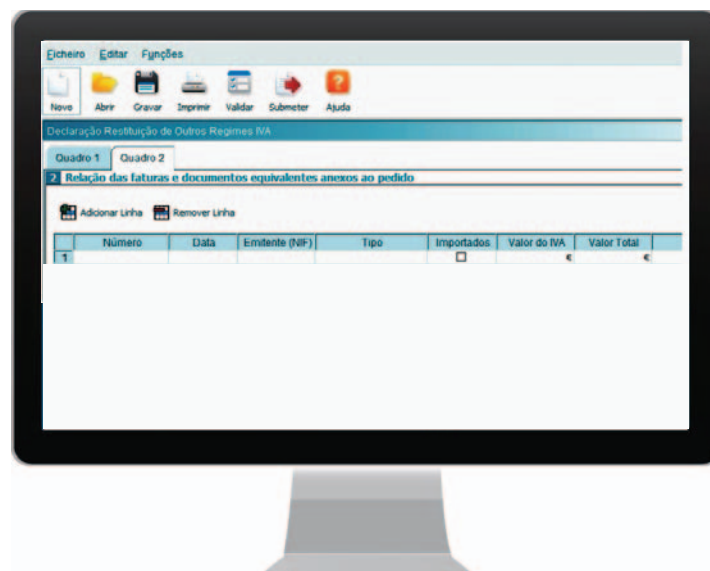 Ficheiro Editar Funções
Novo Abrir Gravar Imprimir Validar Submeter Ajuda
Declaração Restituição de Outros Regimes IVA
Quadro 1 Quadro 2
2 Relação das faturas e documentos equivalentes anexos ao pedido
Adicionar Linha Remover Linha
Número Data Emitente (NIF) Tipo Importados Valor do IVA Valor Total
1 € €